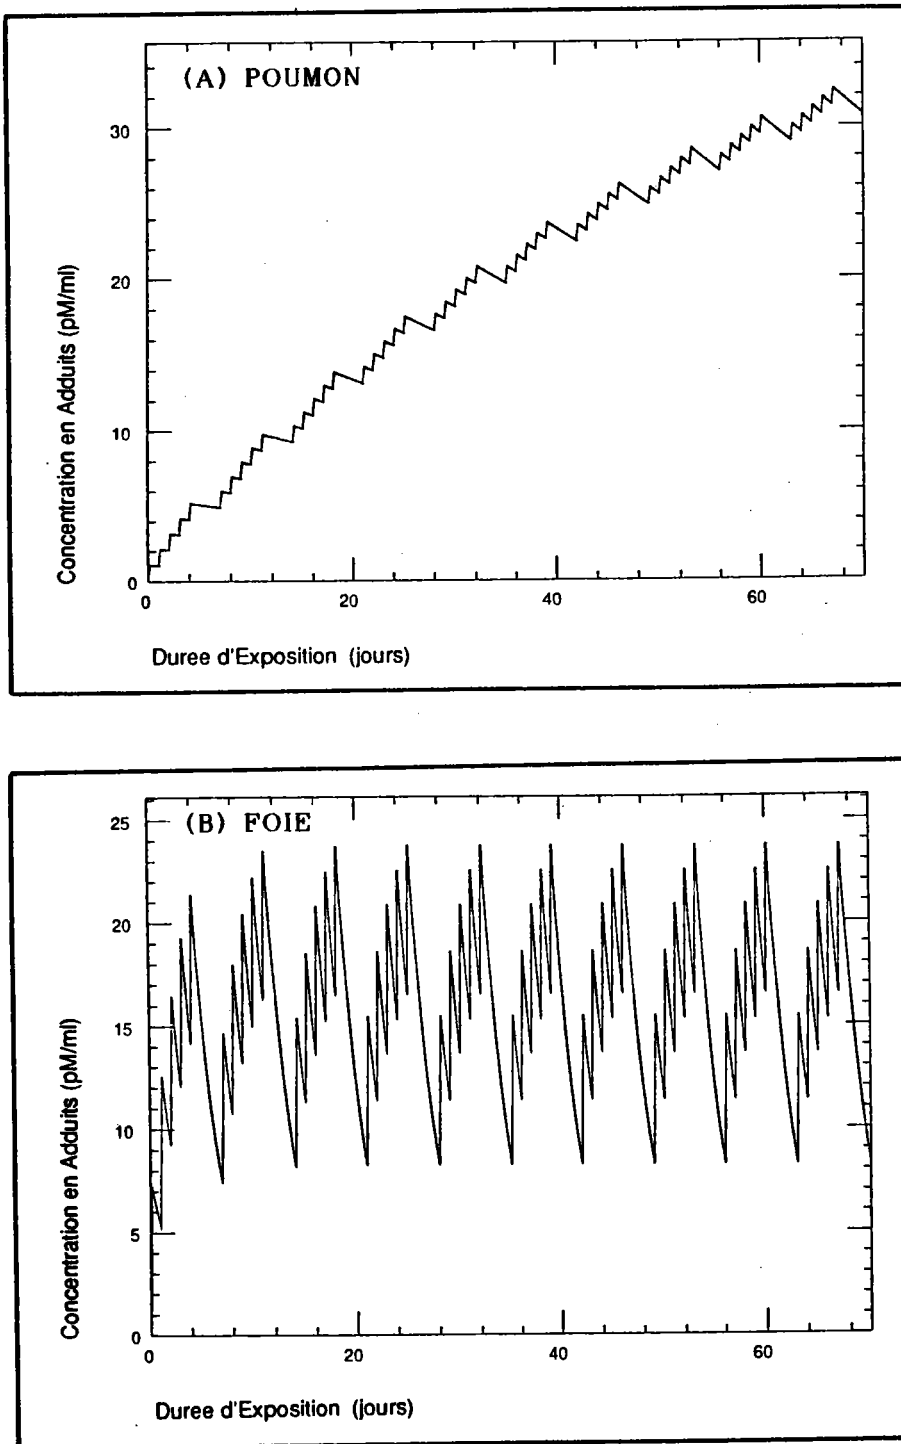 (A) POUMON
30
20
10
0
0 20 40 60
Concentration en Adduits (pM/ml)
Duree d'Exposition (jours)
(B) FOIE
25
20
15
10
5
0
0 20 40 60
Concentration en Adduits (pM/ml)
Duree d'Exposition (jours)